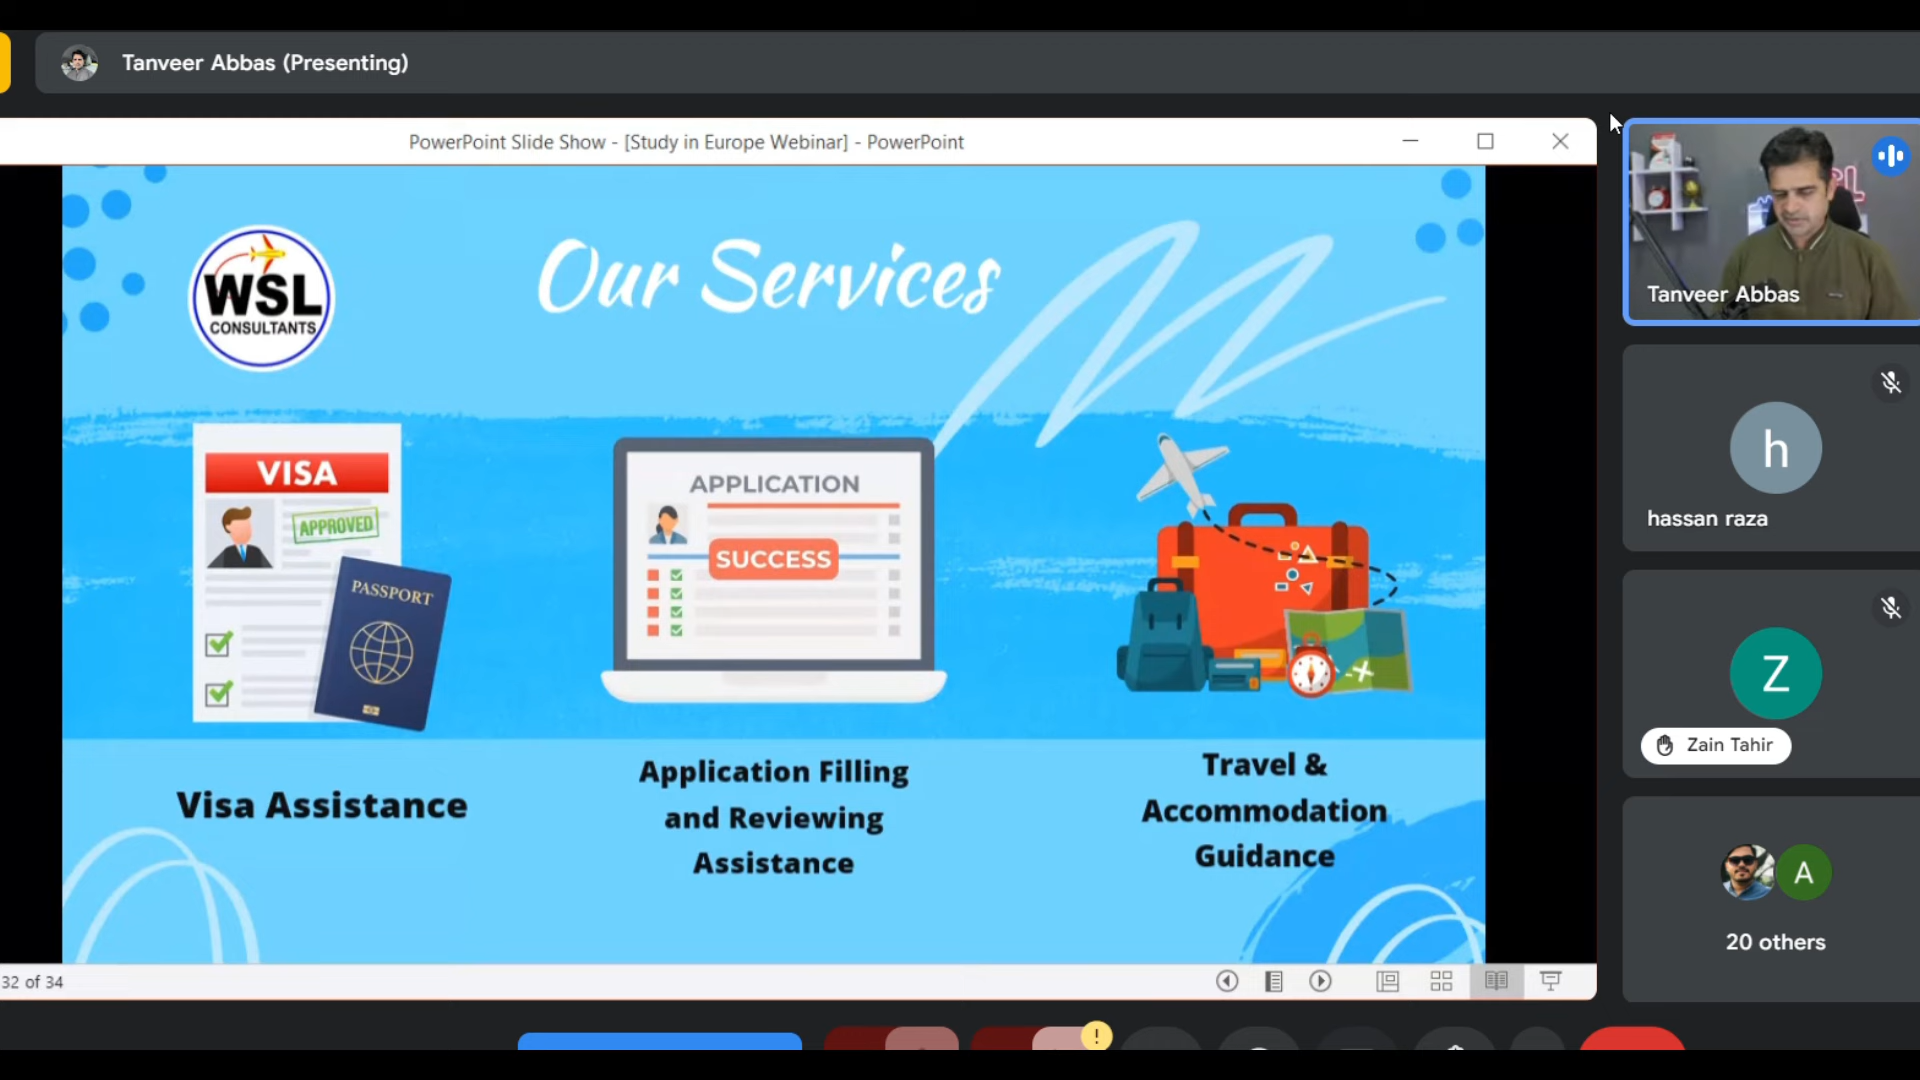 Tanveer Abbas (Presenting)
PowerPoint Slide Show - [Study in Europe Webinar] - PowerPoint
WSL
CONSULTANTS
Our Services
VISA
APPROVED
PASSPORT
APPLICATION
SUCCESS
Visa Assistance
Application Filling
and Reviewing
Assistance
Travel &
Accommodation
Guidance
32 of 34
Tanveer Abbas
h
hassan raza
Z
Zain Tahir
A
20 others